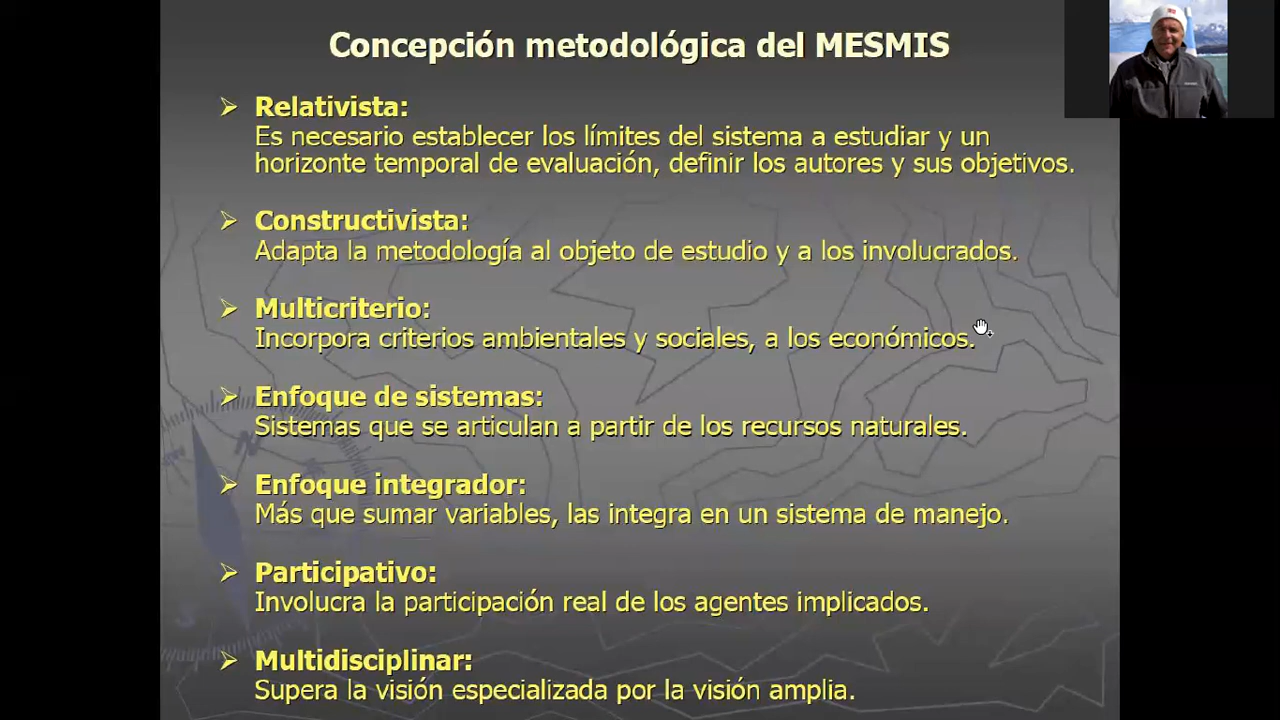 Concepción metodológica del MESMIS
Relativista:
Es necesario establecer los límites del sistema a estudiar y un
horizonte temporal de evaluación, definir los autores y sus objetivos.
Constructivista:
Adapta la metodología al objeto de estudio y a los involucrados.
Multicriterio:
Incorpora criterios ambientales y sociales, a los económicos.
Enfoque de sistemas:
Sistemas que se articulan a partir de los recursos naturales.
Enfoque integrador:
Más que sumar variables, las integra en un sistema de manejo.
Participativo:
Involucra la participación real de los agentes implicados.
Multidisciplinar:
Supera la visión especializada por la visión amplia.